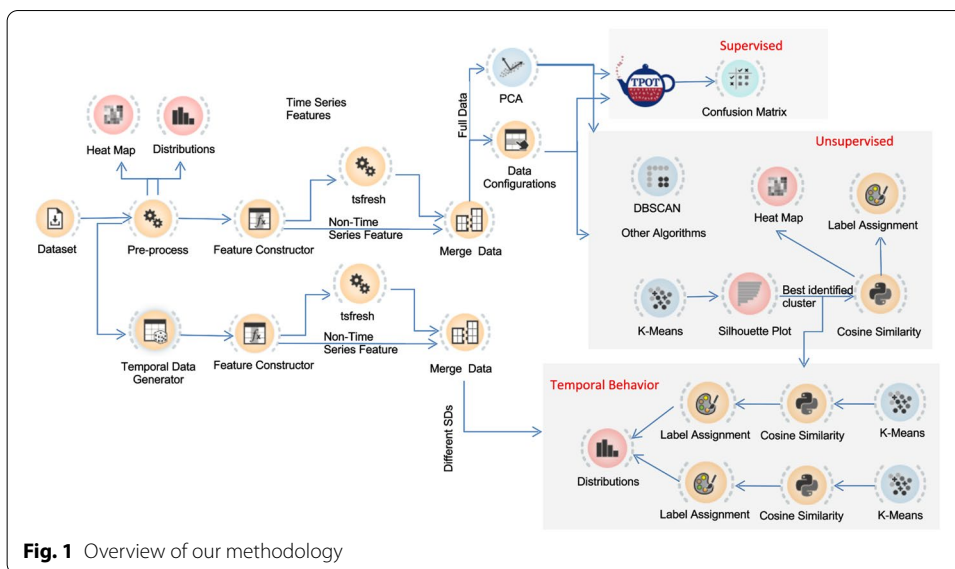 Supervised
TPOT
Confusion Matrix
PCA
Full Data
Data
Configurations
Time Series
Features
Heat Map
Distributions
tsfresh
Dataset
Pre-process
Feature Constructor
Non-Time
Series Feature
Merge Data
Unsupervised
DBSCAN
Other Algorithms
Heat Map
Label Assignment
K-Means
Silhouette Plot
Best identified
cluster
Cosine Similarity
Temporal Data
Generator
Feature Constructor
tsfresh
Non-Time
Series Feature
Merge Data
Different SDs
Temporal Behavior
Distributions
Label Assignment
Cosine Similarity
K-Means
Label Assignment
Cosine Similarity
K-Means
Fig. 1 Overview of our methodology